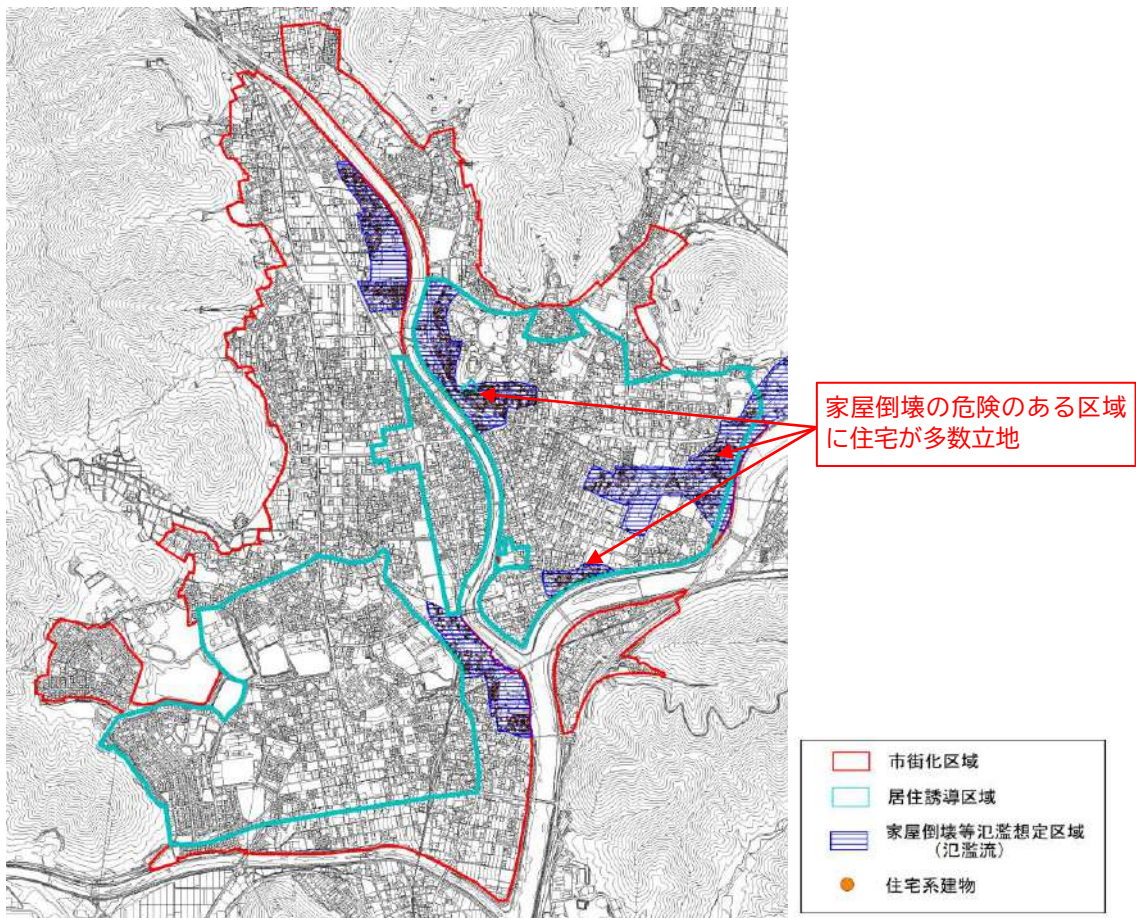 家屋倒壊の危険のある区域
に住宅が多数立地
市街化区域
居住誘導区域
家屋倒壊等氾濫想定区域
(氾濫流)
住宅系建物